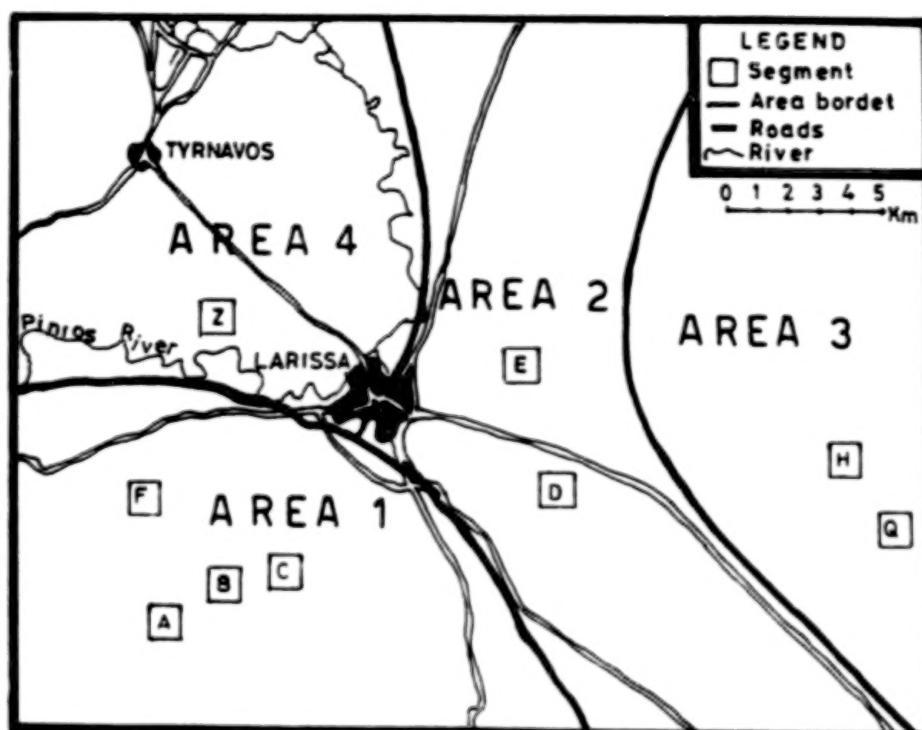 LEGEND
Segment
Area bordet
Roads
River
0 1 2 3 4 5
Km
TYRNAVOS
AREA 4
AREA 2
AREA 3
Z
Pinios River
LARISSA
E
H
F
D
AREA 1
Q
B
C
A